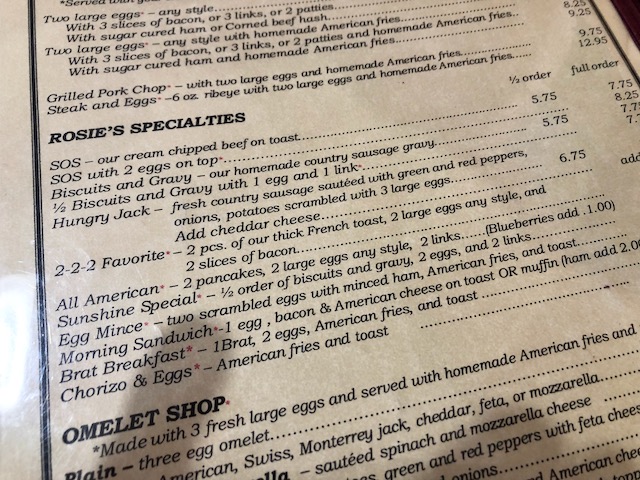 *Served with
Two large eggs* – any style
With 3 slices of bacon, or 3 links, or 2 patties
With sugar cured ham or Corned beef hash
Two large eggs* – any style with homemade American fries 8.25
With 3 slices of bacon, or 3 links, or 2 patties and homemade American fries 9.25
With sugar cured ham and homemade American fries
Grilled Pork Chop* – with two large eggs and homemade American fries 9.75
Steak and Eggs* – 6 oz. ribeye with two large eggs and homemade American fries 12.95
½ order full order
ROSIE'S SPECIALTIES
SOS – our cream chipped beef on toast 5.75 7.75
SOS with 2 eggs on top* 8.25
Biscuits and Gravy – our homemade country sausage gravy 5.75
½ Biscuits and Gravy with 1 egg and 1 link*
Hungry Jack – fresh country sausage sautéed with green and red peppers,
onions, potatoes scrambled with 3 large eggs 6.75
Add cheddar cheese add
2-2-2 Favorite* – 2 pcs. of our thick French toast, 2 large eggs any style, and
2 slices of bacon (Blueberries add .1.00)
All American* – 2 pancakes, 2 large eggs any style, 2 links
Sunshine Special* – ½ order of biscuits and gravy, 2 eggs, and 2 links
Egg Mince* – two scrambled eggs with minced ham, American fries, and toast
Morning Sandwich*-1 egg , bacon & American cheese on toast OR muffin (ham add 2.00
Brat Breakfast* – 1Brat, 2 eggs, American fries, and toast
Chorizo & Eggs* – American fries and toast
OMELET SHOP*
*Made with 3 fresh large eggs and served with homemade American fries and
Plain – three egg omelet
American, Swiss, Monterrey jack, cheddar, feta, or mozzarella
– sautéed spinach and mozzarella cheese
green and red peppers with feta cheese
onions
and American